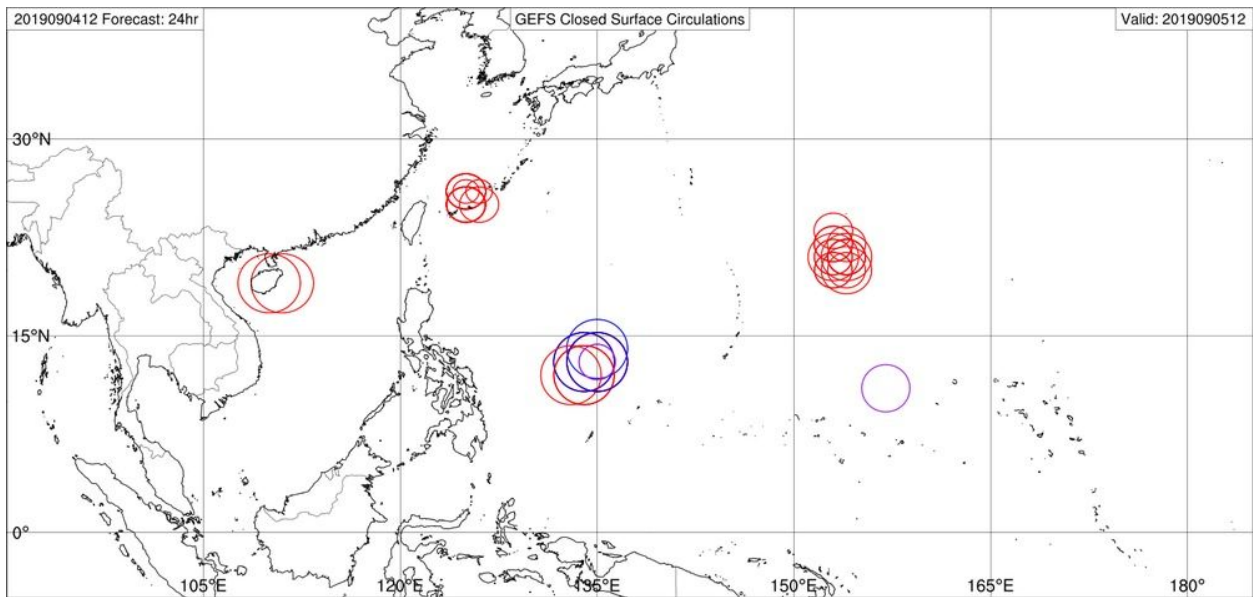 2019090412 Forecast: 24hr
GEFS Closed Surface Circulations
Valid: 2019090512
30°N
15°N
0°
105°E
120°E
135°E
150°E
165°E
180°